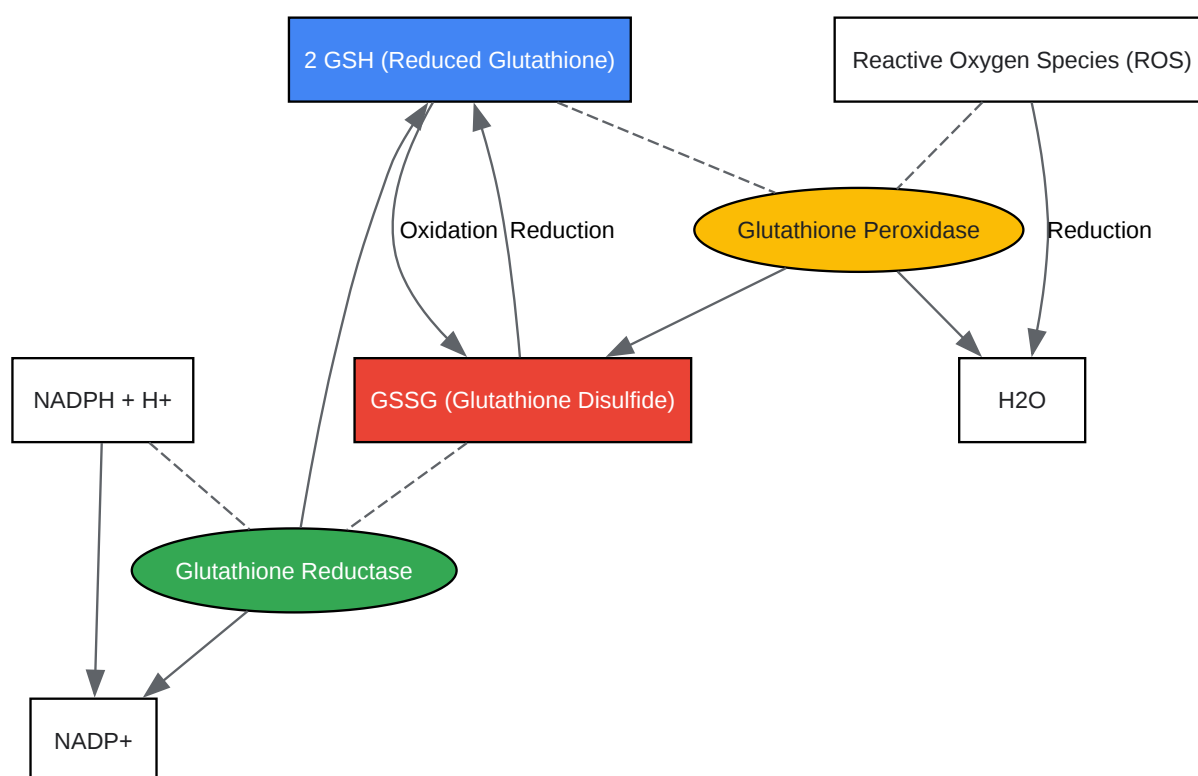 2 GSH (Reduced Glutathione)
Reactive Oxygen Species (ROS)
Oxidation
Reduction
Glutathione Peroxidase
Reduction
NADPH + H+
GSSG (Glutathione Disulfide)
H2O
Glutathione Reductase
NADP+